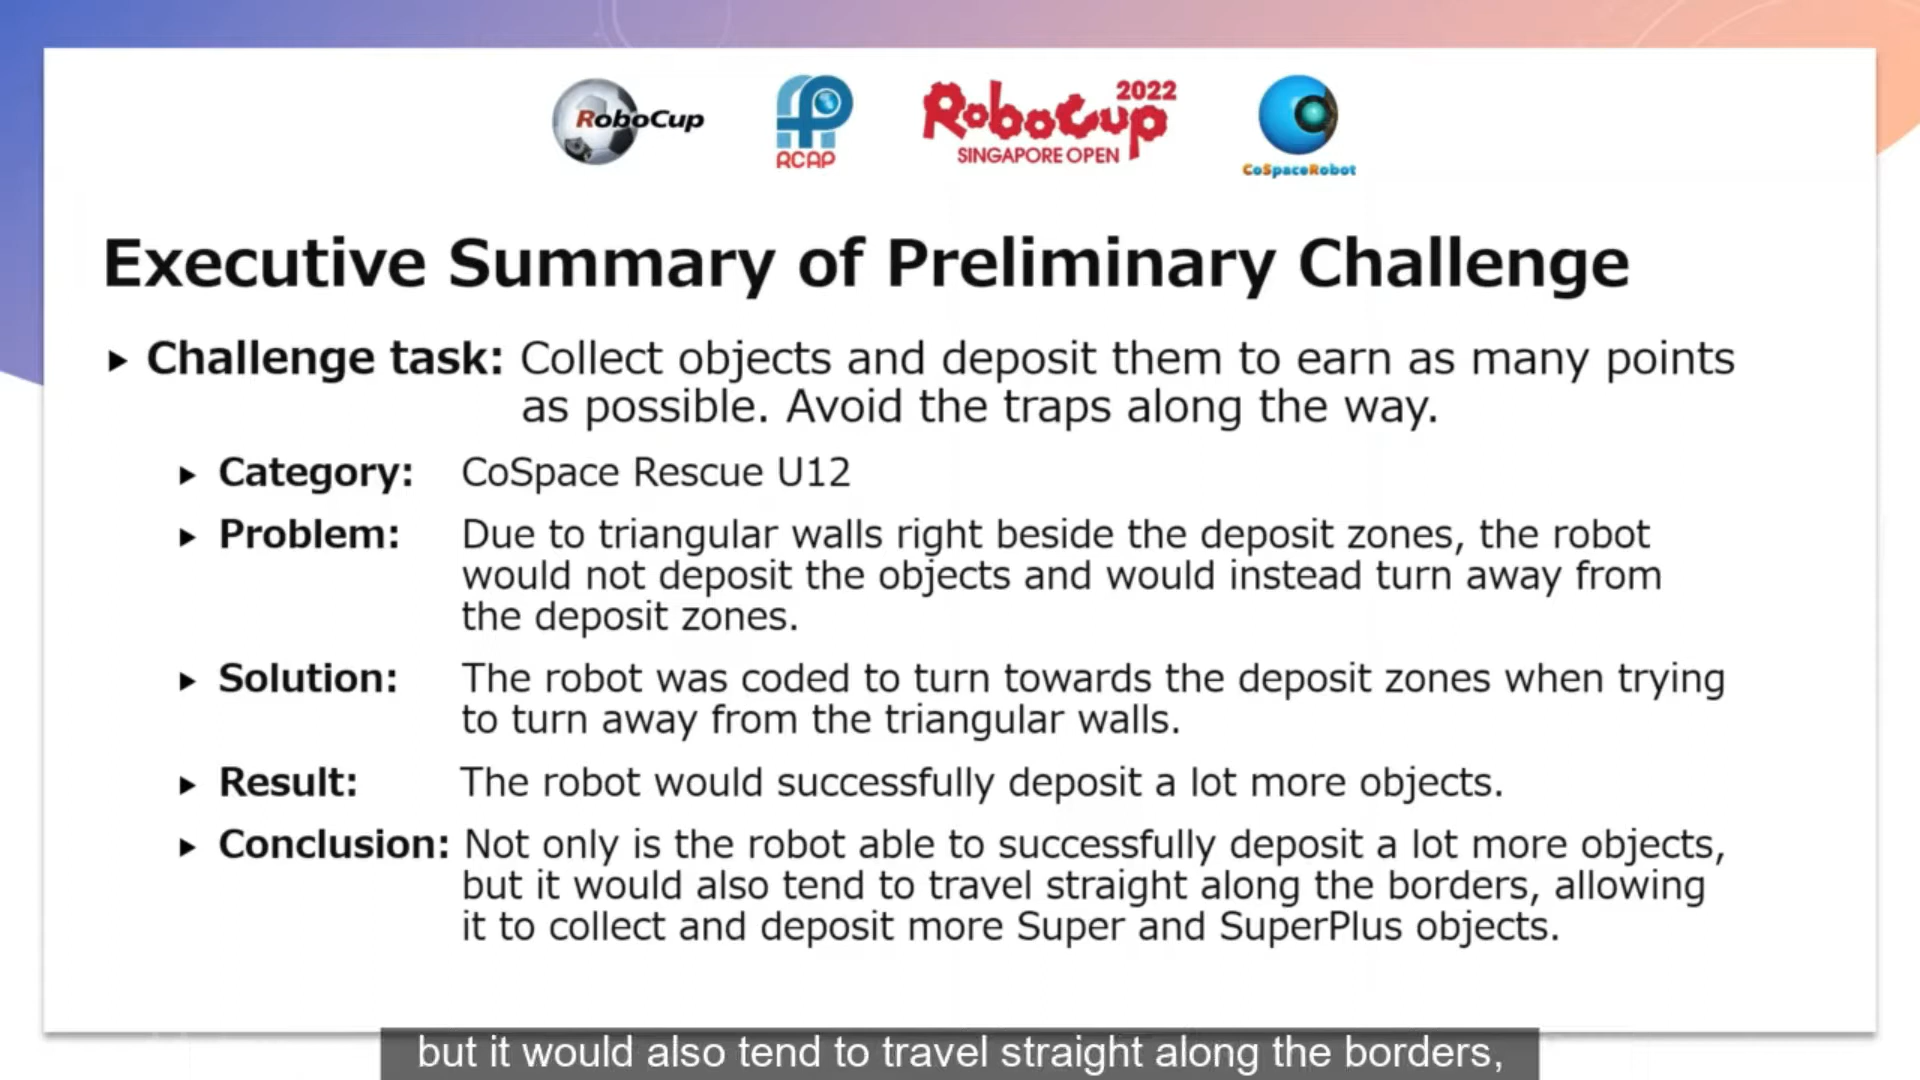 RoboCup
RCAP
RoboCup 2022
SINGAPORE OPEN
CoSpaceRobot
Executive Summary of Preliminary Challenge
Challenge task: Collect objects and deposit them to earn as many points
as possible. Avoid the traps along the way.
Category: CoSpace Rescue U12
Problem: Due to triangular walls right beside the deposit zones, the robot
would not deposit the objects and would instead turn away from
the deposit zones.
Solution: The robot was coded to turn towards the deposit zones when trying
to turn away from the triangular walls.
Result: The robot would successfully deposit a lot more objects.
Conclusion: Not only is the robot able to successfully deposit a lot more objects,
but it would also tend to travel straight along the borders, allowing
it to collect and deposit more Super and SuperPlus objects.
but it would also tend to travel straight along the borders,